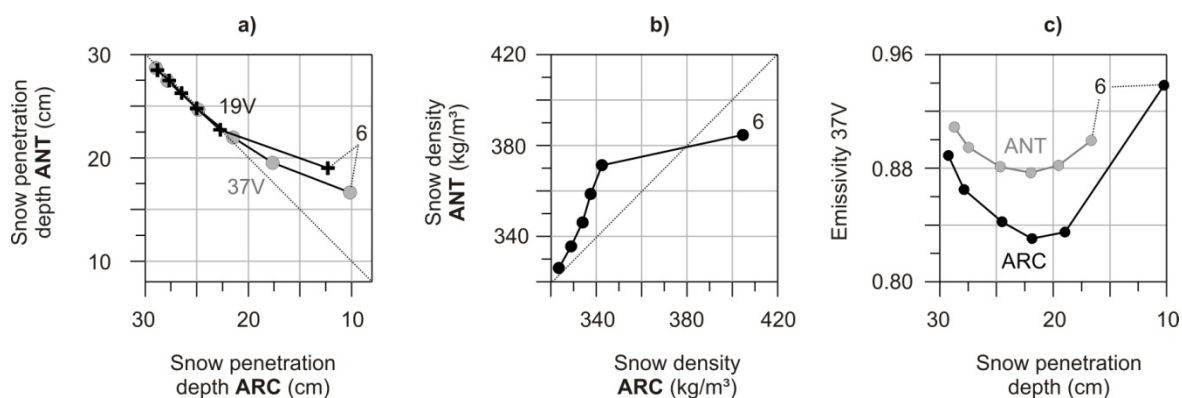 a)
30
20
10
19V
37V
6
30
20
10
Snow penetration
depth ANT (cm)
Snow penetration
depth ARC (cm)
b)
420
380
340
6
340
380
420
Snow density
ANT (kg/m³)
Snow density
ARC (kg/m³)
c)
0.96
0.88
0.80
6
ANT
ARC
30
20
10
Emissivity 37V
Snow penetration
depth (cm)